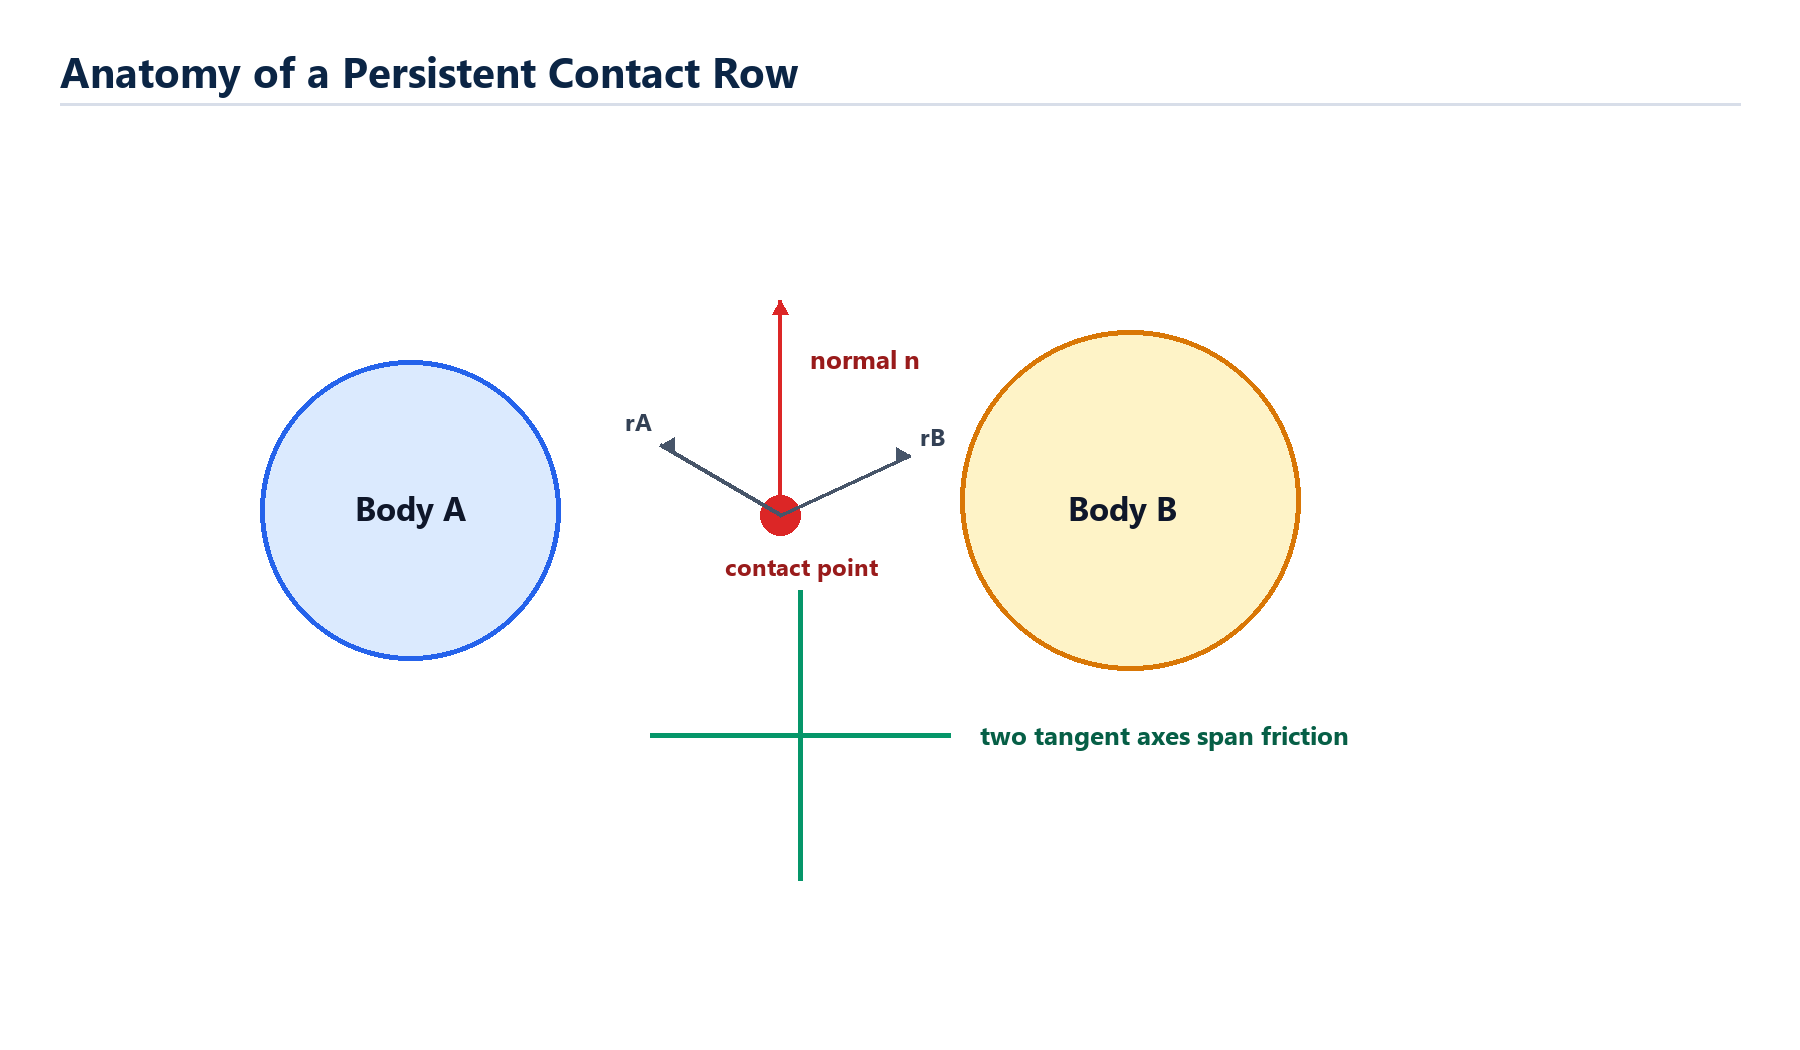 Anatomy of a Persistent Contact Row
normal n
rA
rB
Body A
Body B
contact point
two tangent axes span friction